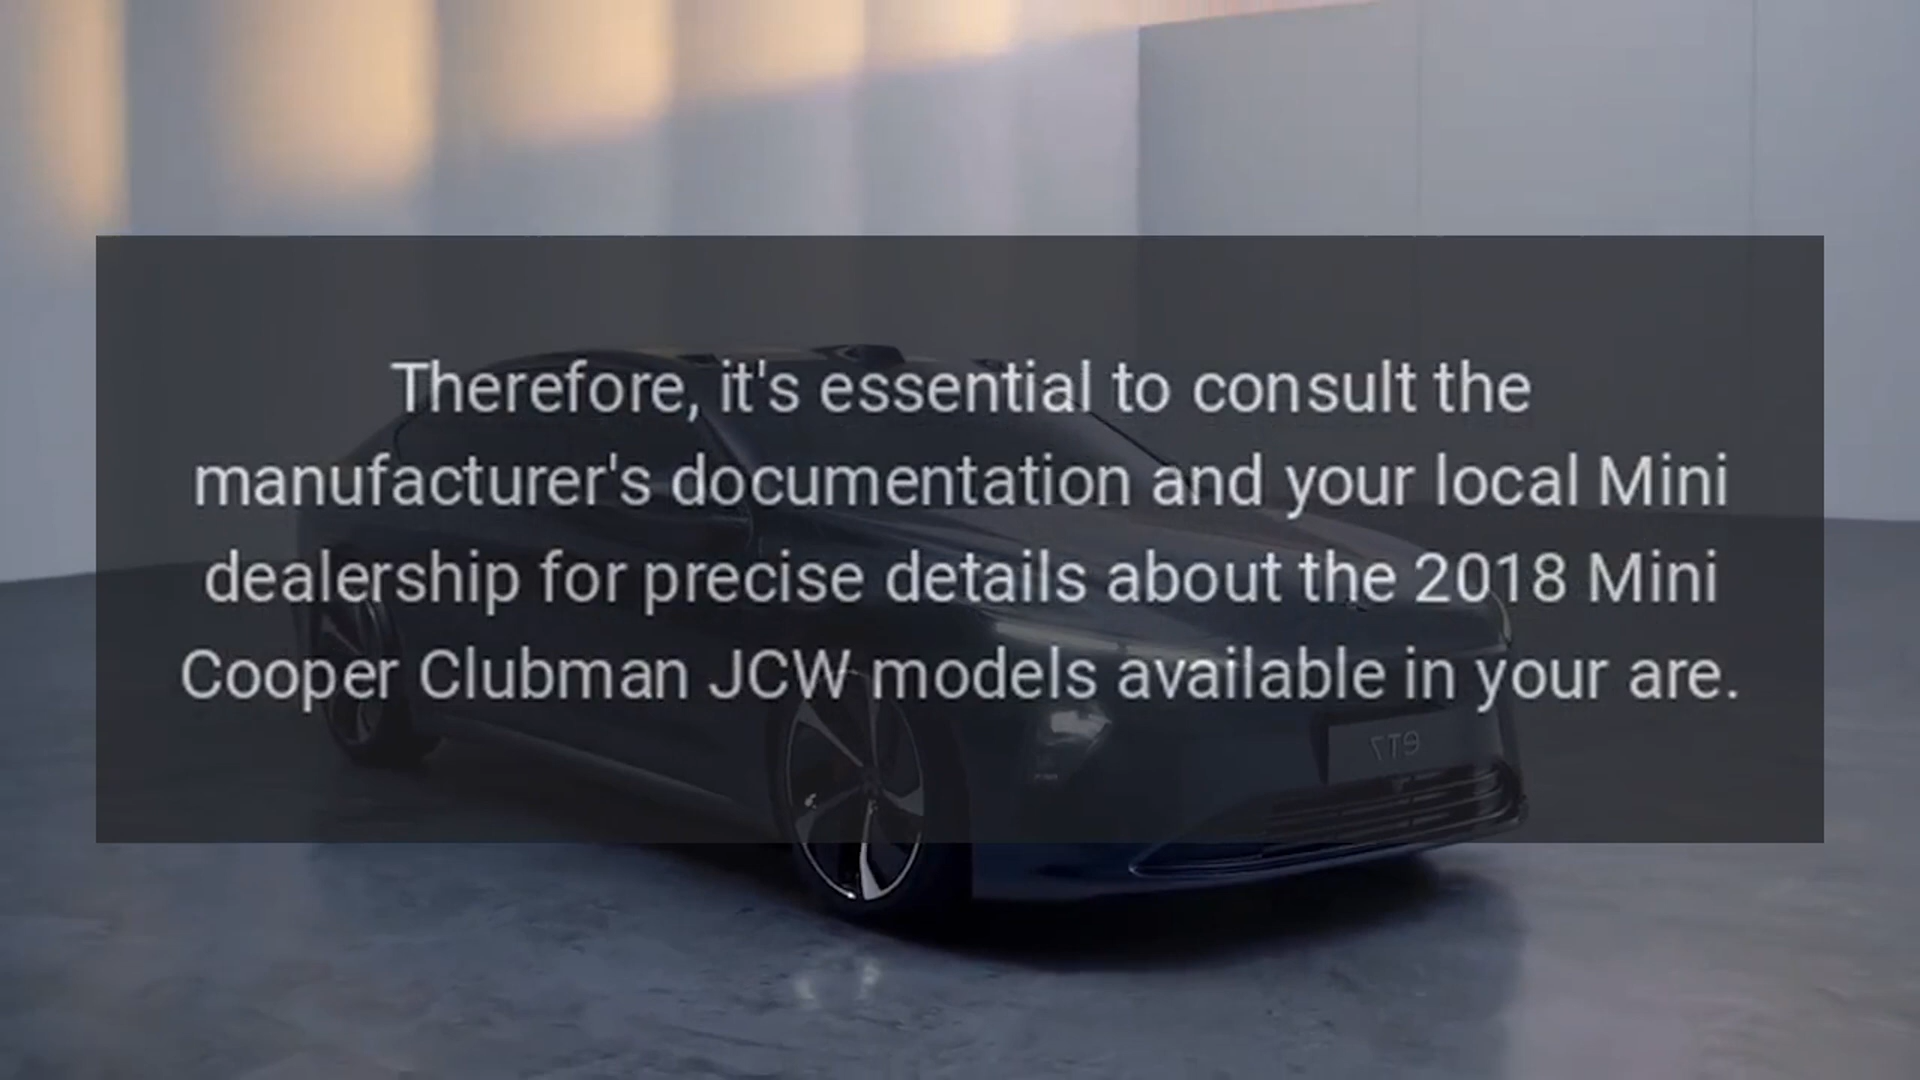 Therefore, it's essential to consult the
manufacturer's documentation and your local Mini
dealership for precise details about the 2018 Mini
Cooper Clubman JCW models available in your are.
eT7